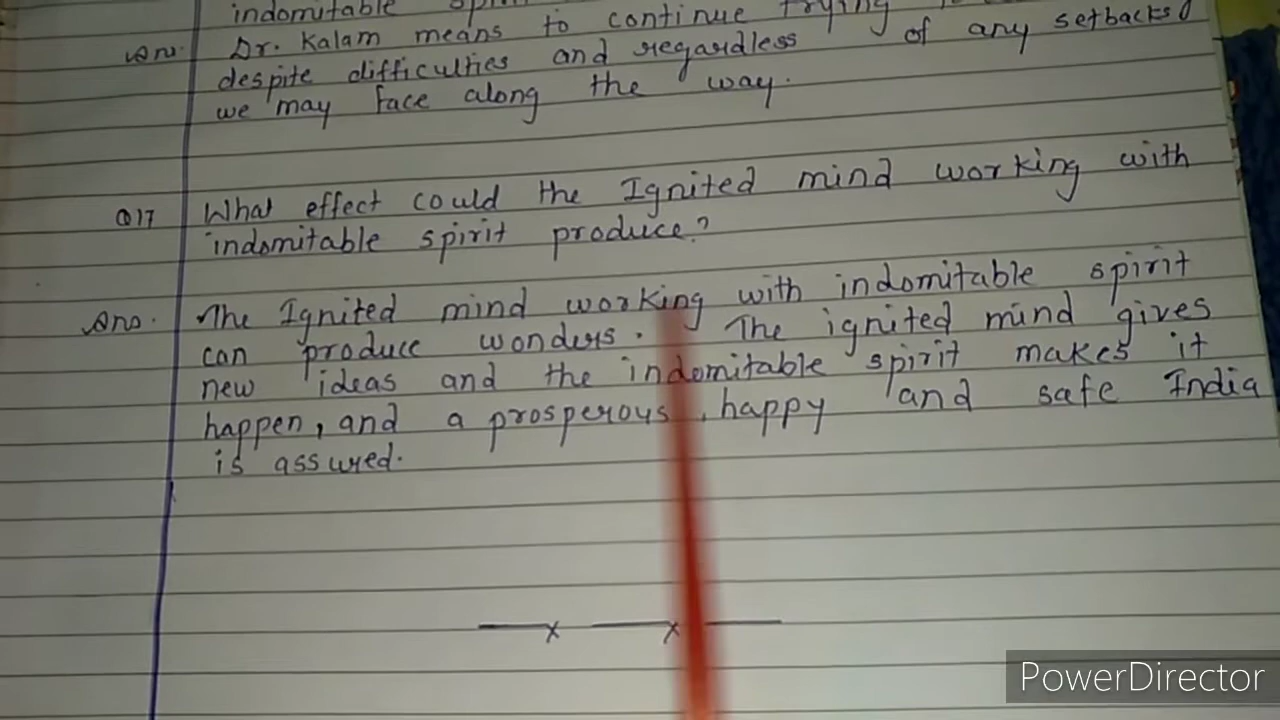 indomitable
Ans. Dr. Kalam means to continue trying
despite difficulties and regardless of any setbacks
we may face along the way.
Q17 What effect could the Ignited mind working with
indomitable spirit produce?
Ans. The Ignited mind working with indomitable spirit
can produce wonders. The ignited mind gives
new ideas and the indomitable spirit makes it
happen, and a prosperous, happy and safe India
is assured.
PowerDirector